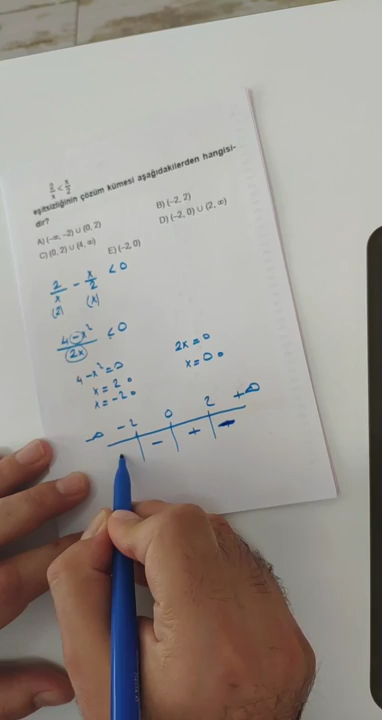 2/x < x/2
eşitsizliğinin çözüm kümesi aşağıdakilerden hangisi-
dir?
A) (-∞, -2) ∪ (0, 2)
B) (-2, 2)
C) (0, 2) ∪ (4, ∞)
D) (-2, 0) ∪ (2, ∞)
E) (-2, 0)
2/x - x/2 < 0
(2) (x)
4-x²/2x < 0
4-x²=0
x=2
x=-2
2x=0
x=0
-∞ -2 0 2 +∞
- + -